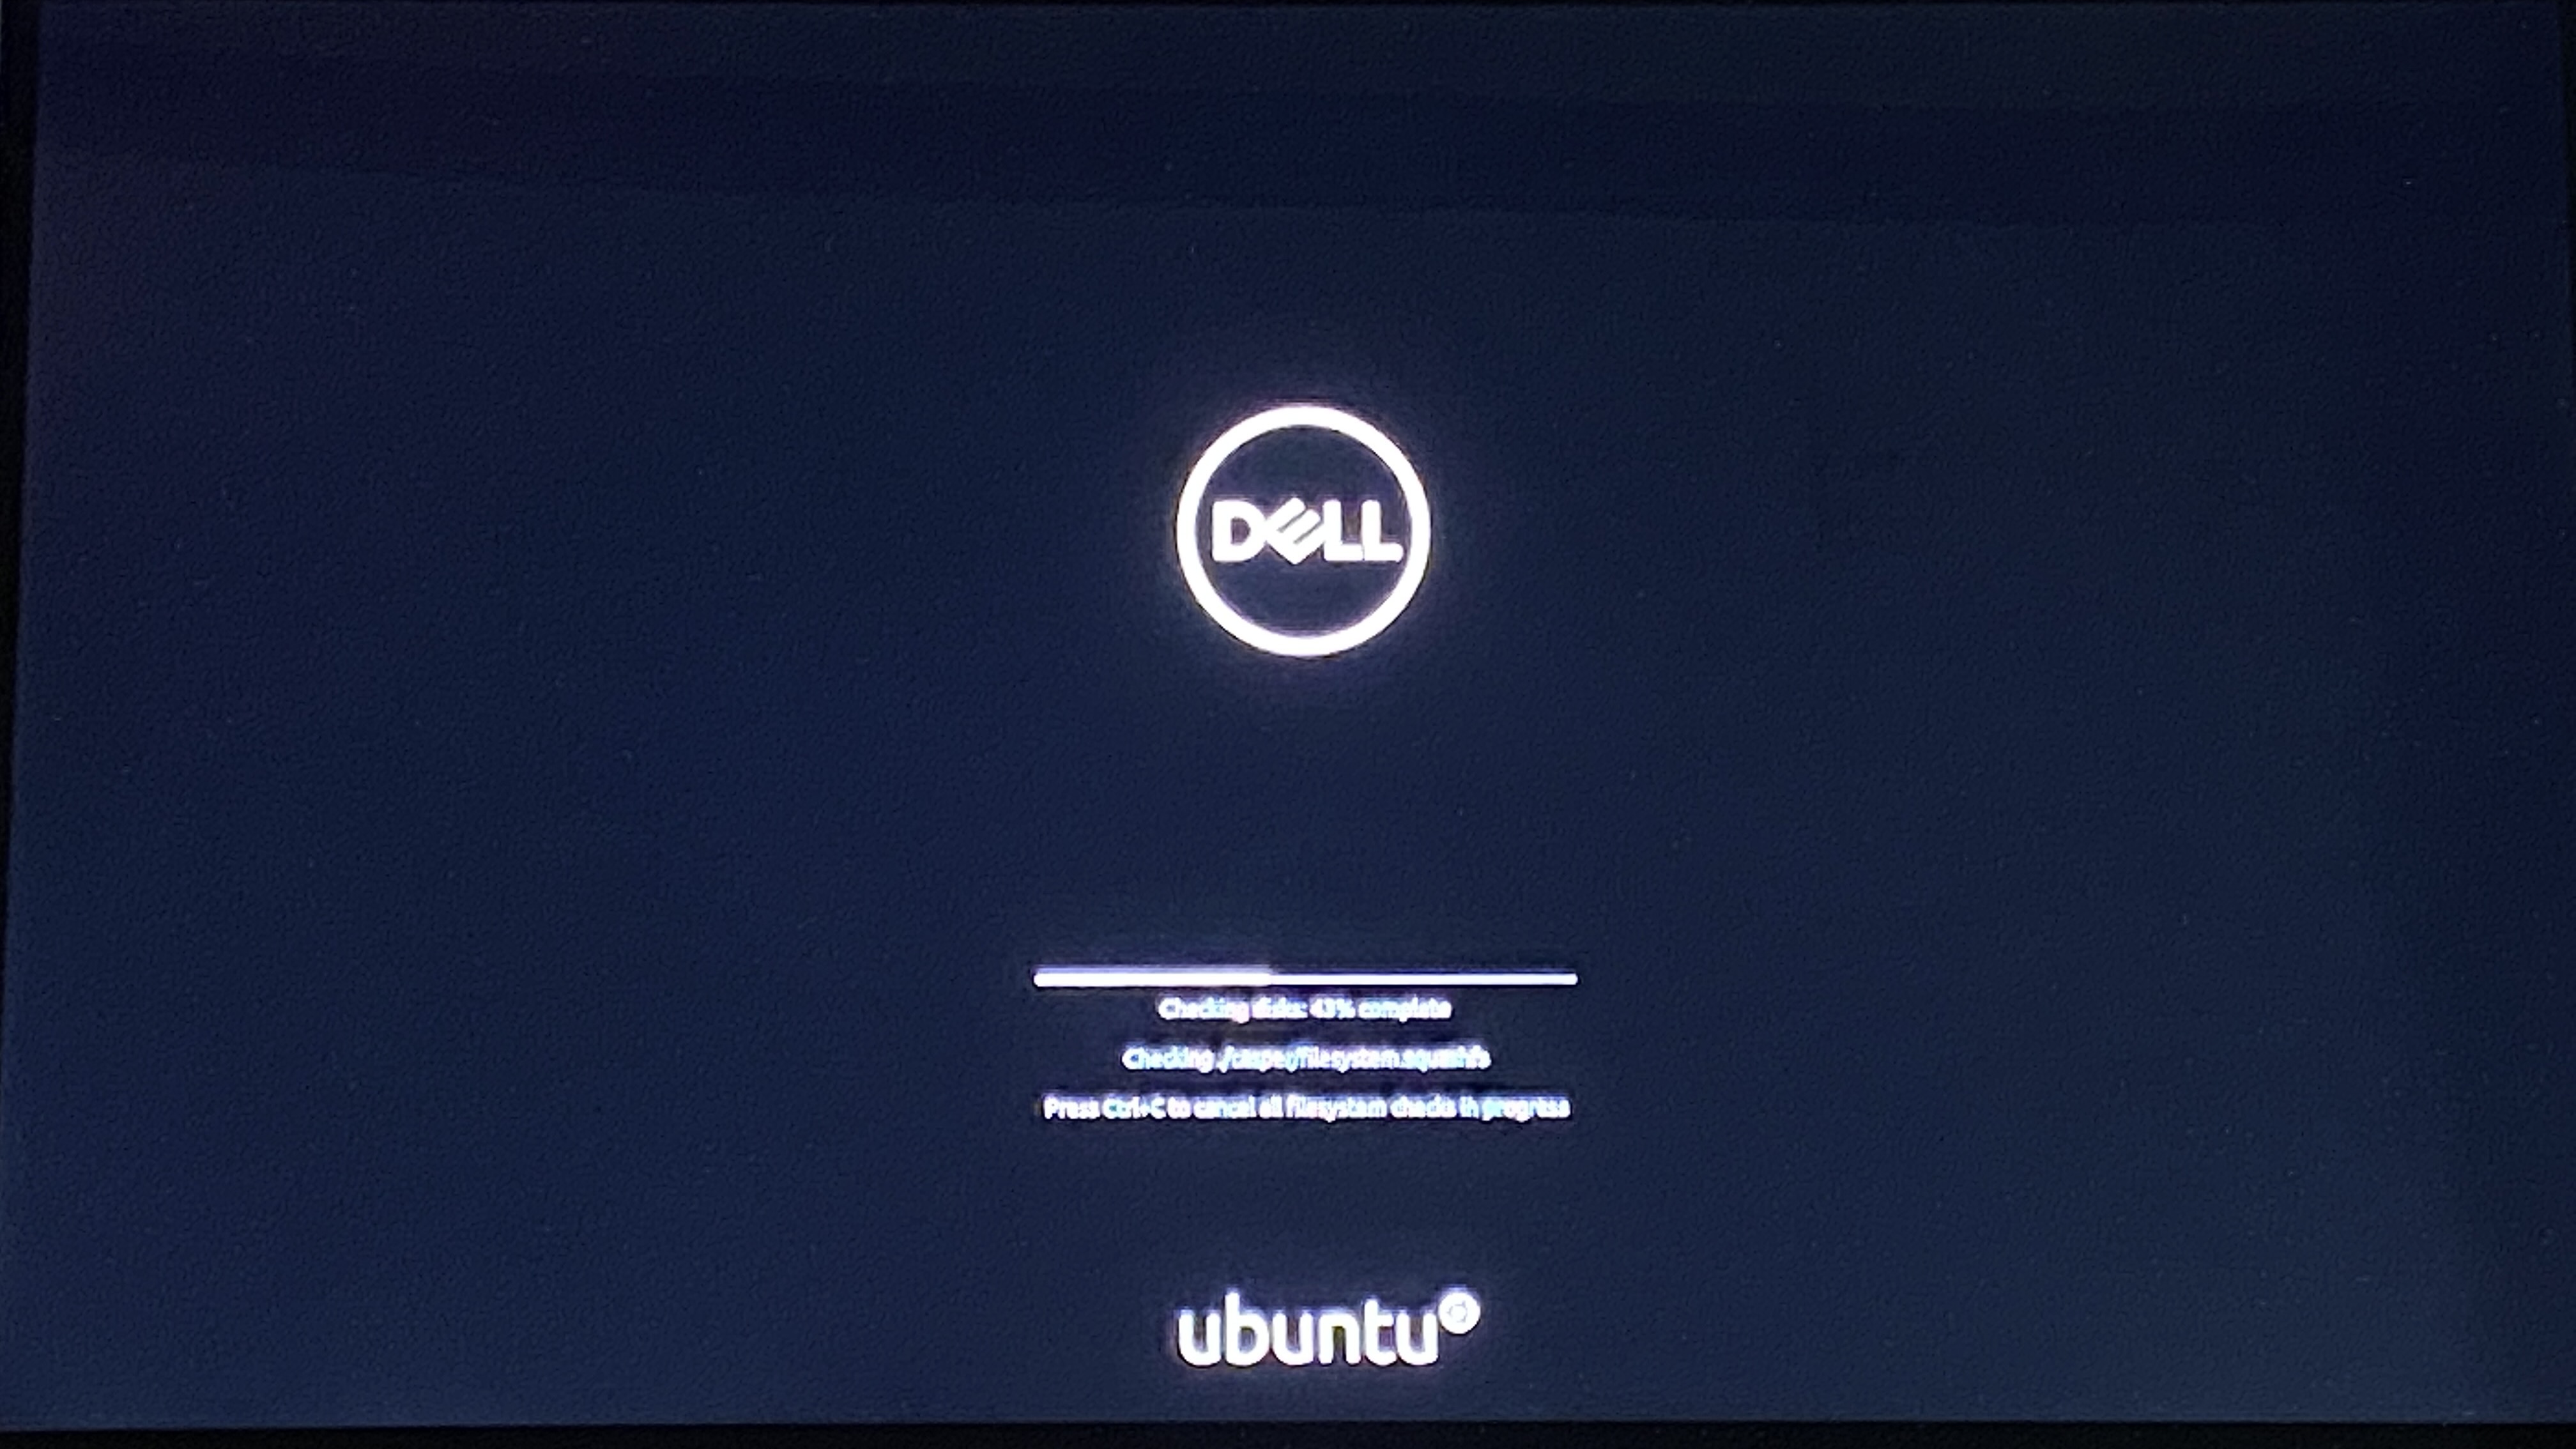 DELL
Checking disks: 43% complete
Checking ./casper/filesystem.squashfs
Press Ctrl+C to cancel all filesystem checks in progress
ubuntu